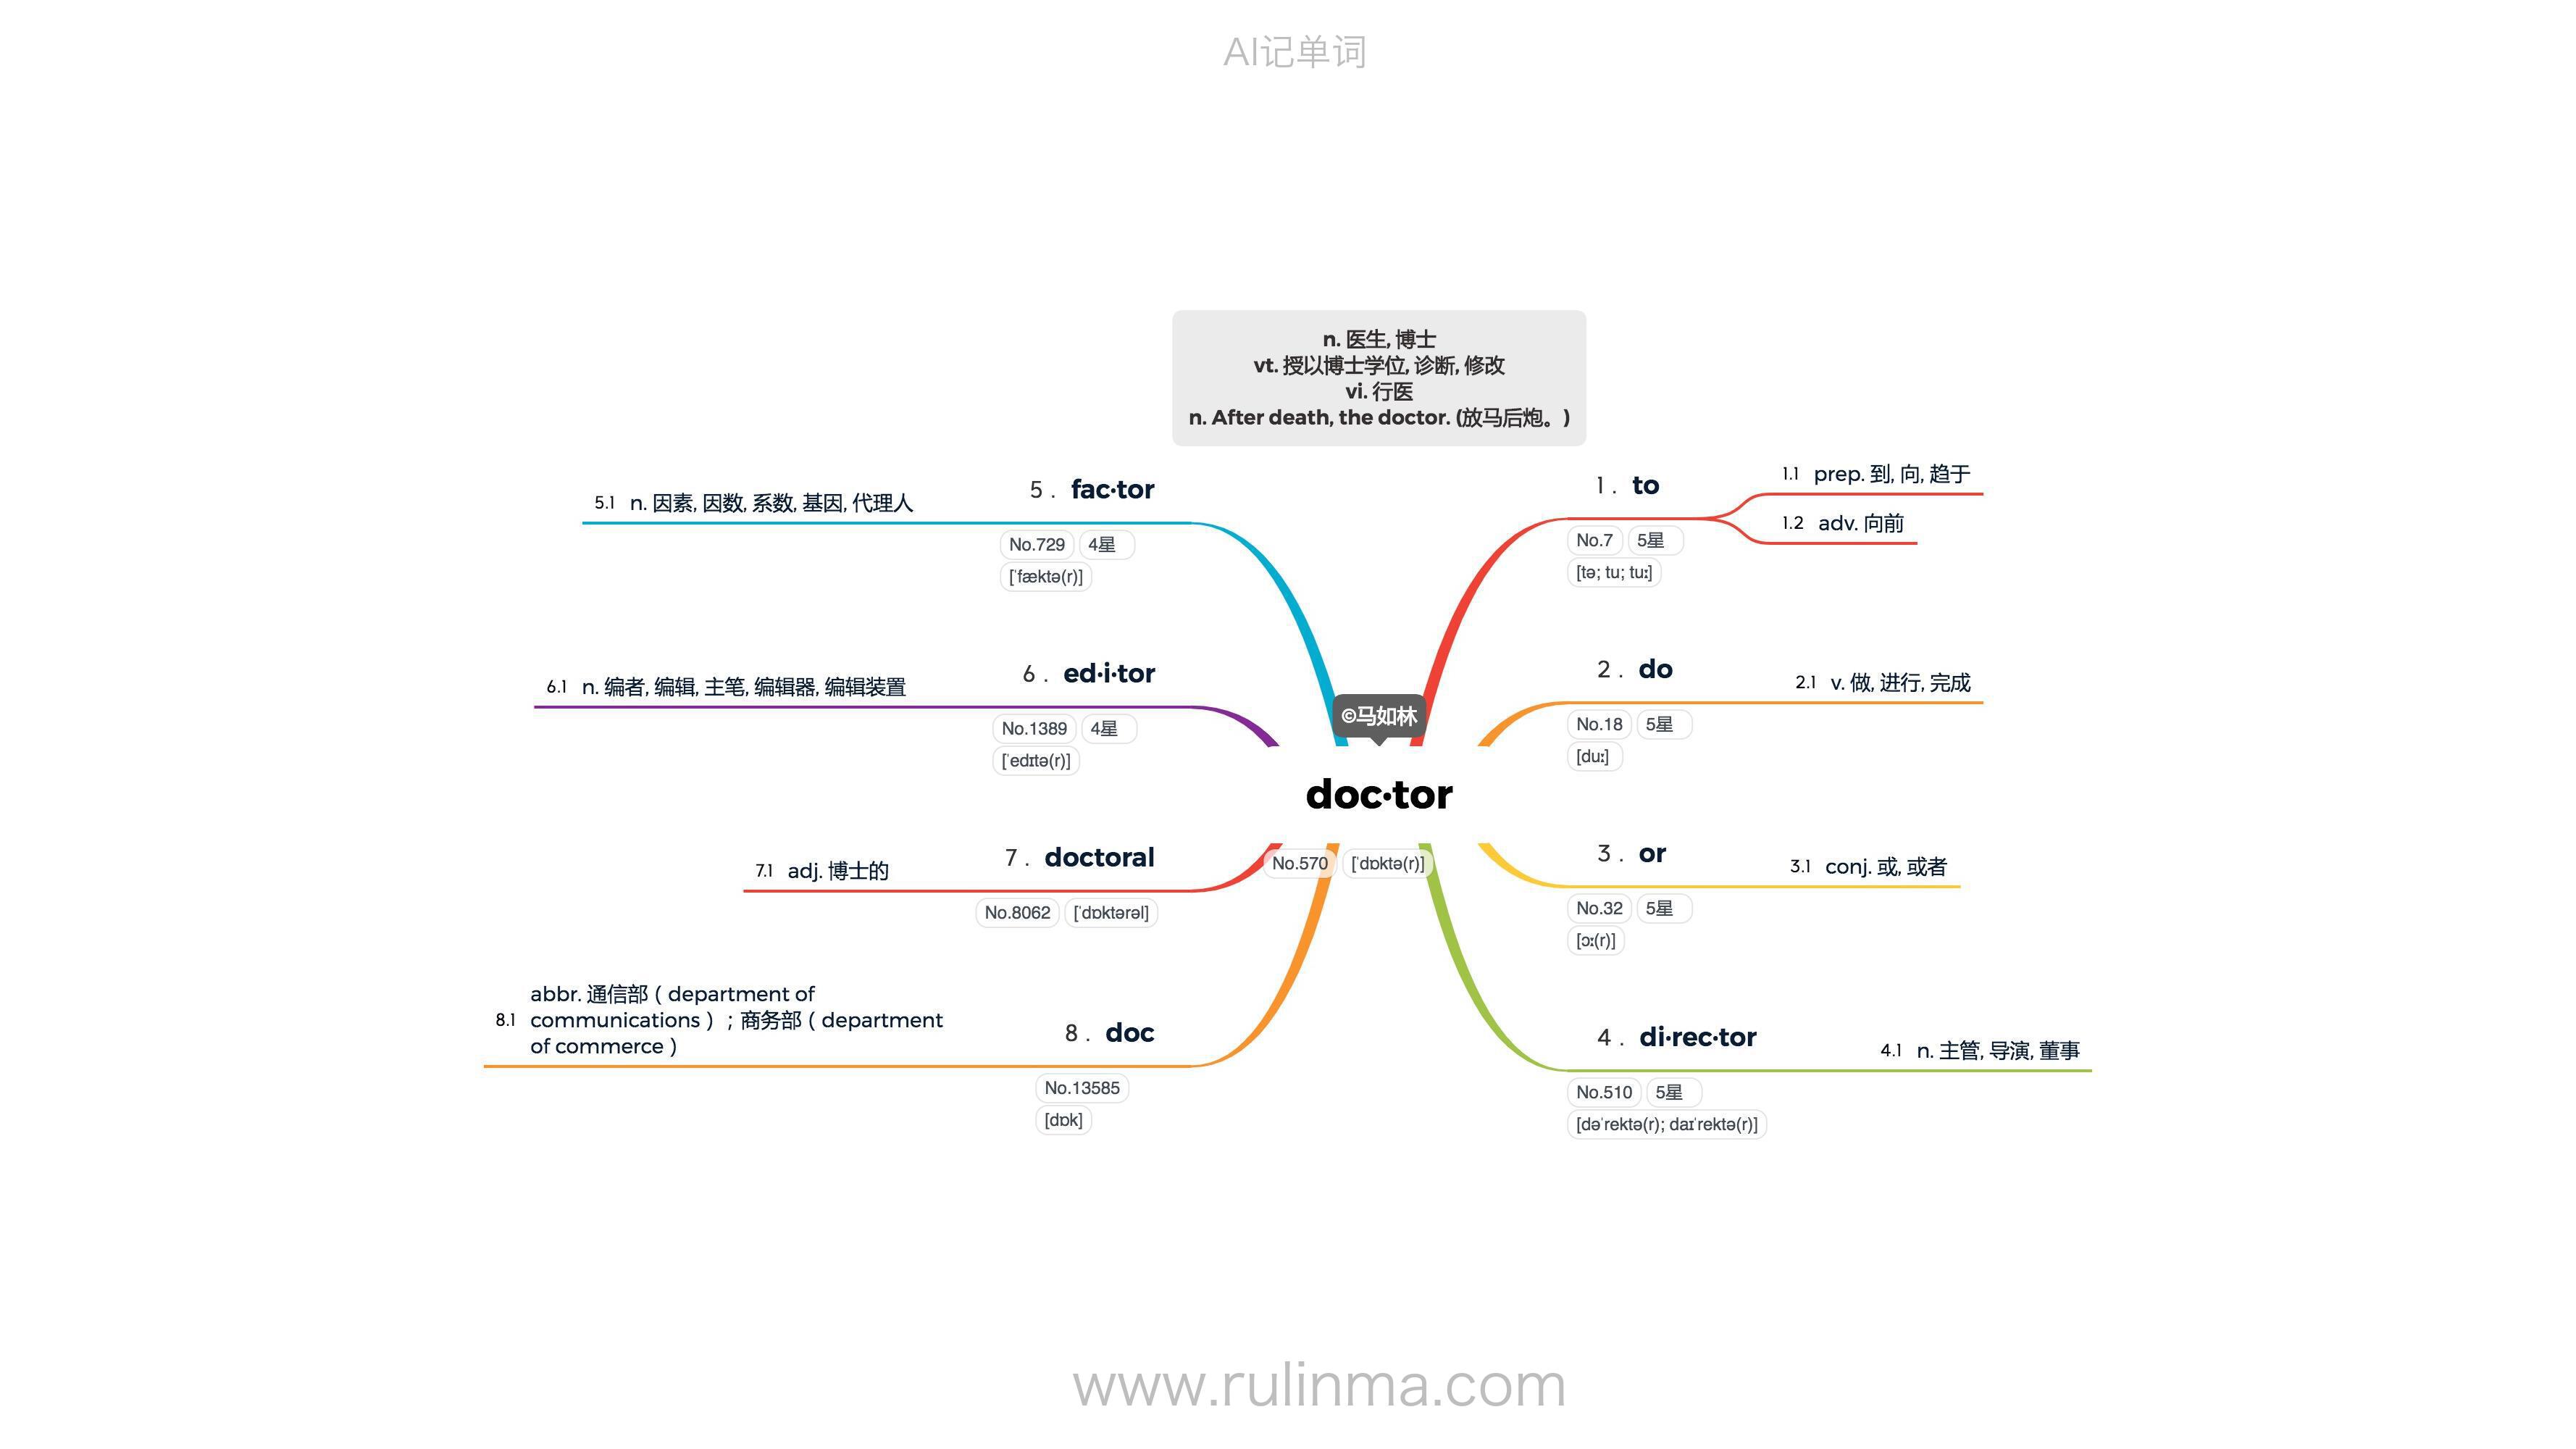 AI记单词
n. 医生, 博士
vt. 授以博士学位, 诊断, 修改
vi. 行医
n. After death, the doctor. (放马后炮。)
©马如林
doc·tor
No.570 [ˈdɒktə(r)]
1 . to
No.7 5星
[tə; tu; tuː]
1.1 prep. 到, 向, 趋于
1.2 adv. 向前
2 . do
No.18 5星
[duː]
2.1 v. 做, 进行, 完成
3 . or
No.32 5星
[ɔː(r)]
3.1 conj. 或, 或者
4 . di·rec·tor
No.510 5星
[dəˈrektə(r); daɪˈrektə(r)]
4.1 n. 主管, 导演, 董事
5 . fac·tor
No.729 4星
[ˈfæktə(r)]
5.1 n. 因素, 因数, 系数, 基因, 代理人
6 . ed·i·tor
No.1389 4星
[ˈedɪtə(r)]
6.1 n. 编者, 编辑, 主笔, 编辑器, 编辑装置
7 . doctoral
No.8062 [ˈdɒktərəl]
7.1 adj. 博士的
8 . doc
No.13585
[dɒk]
8.1 abbr. 通信部（department of
communications）；商务部（department
of commerce）
www.rulinma.com